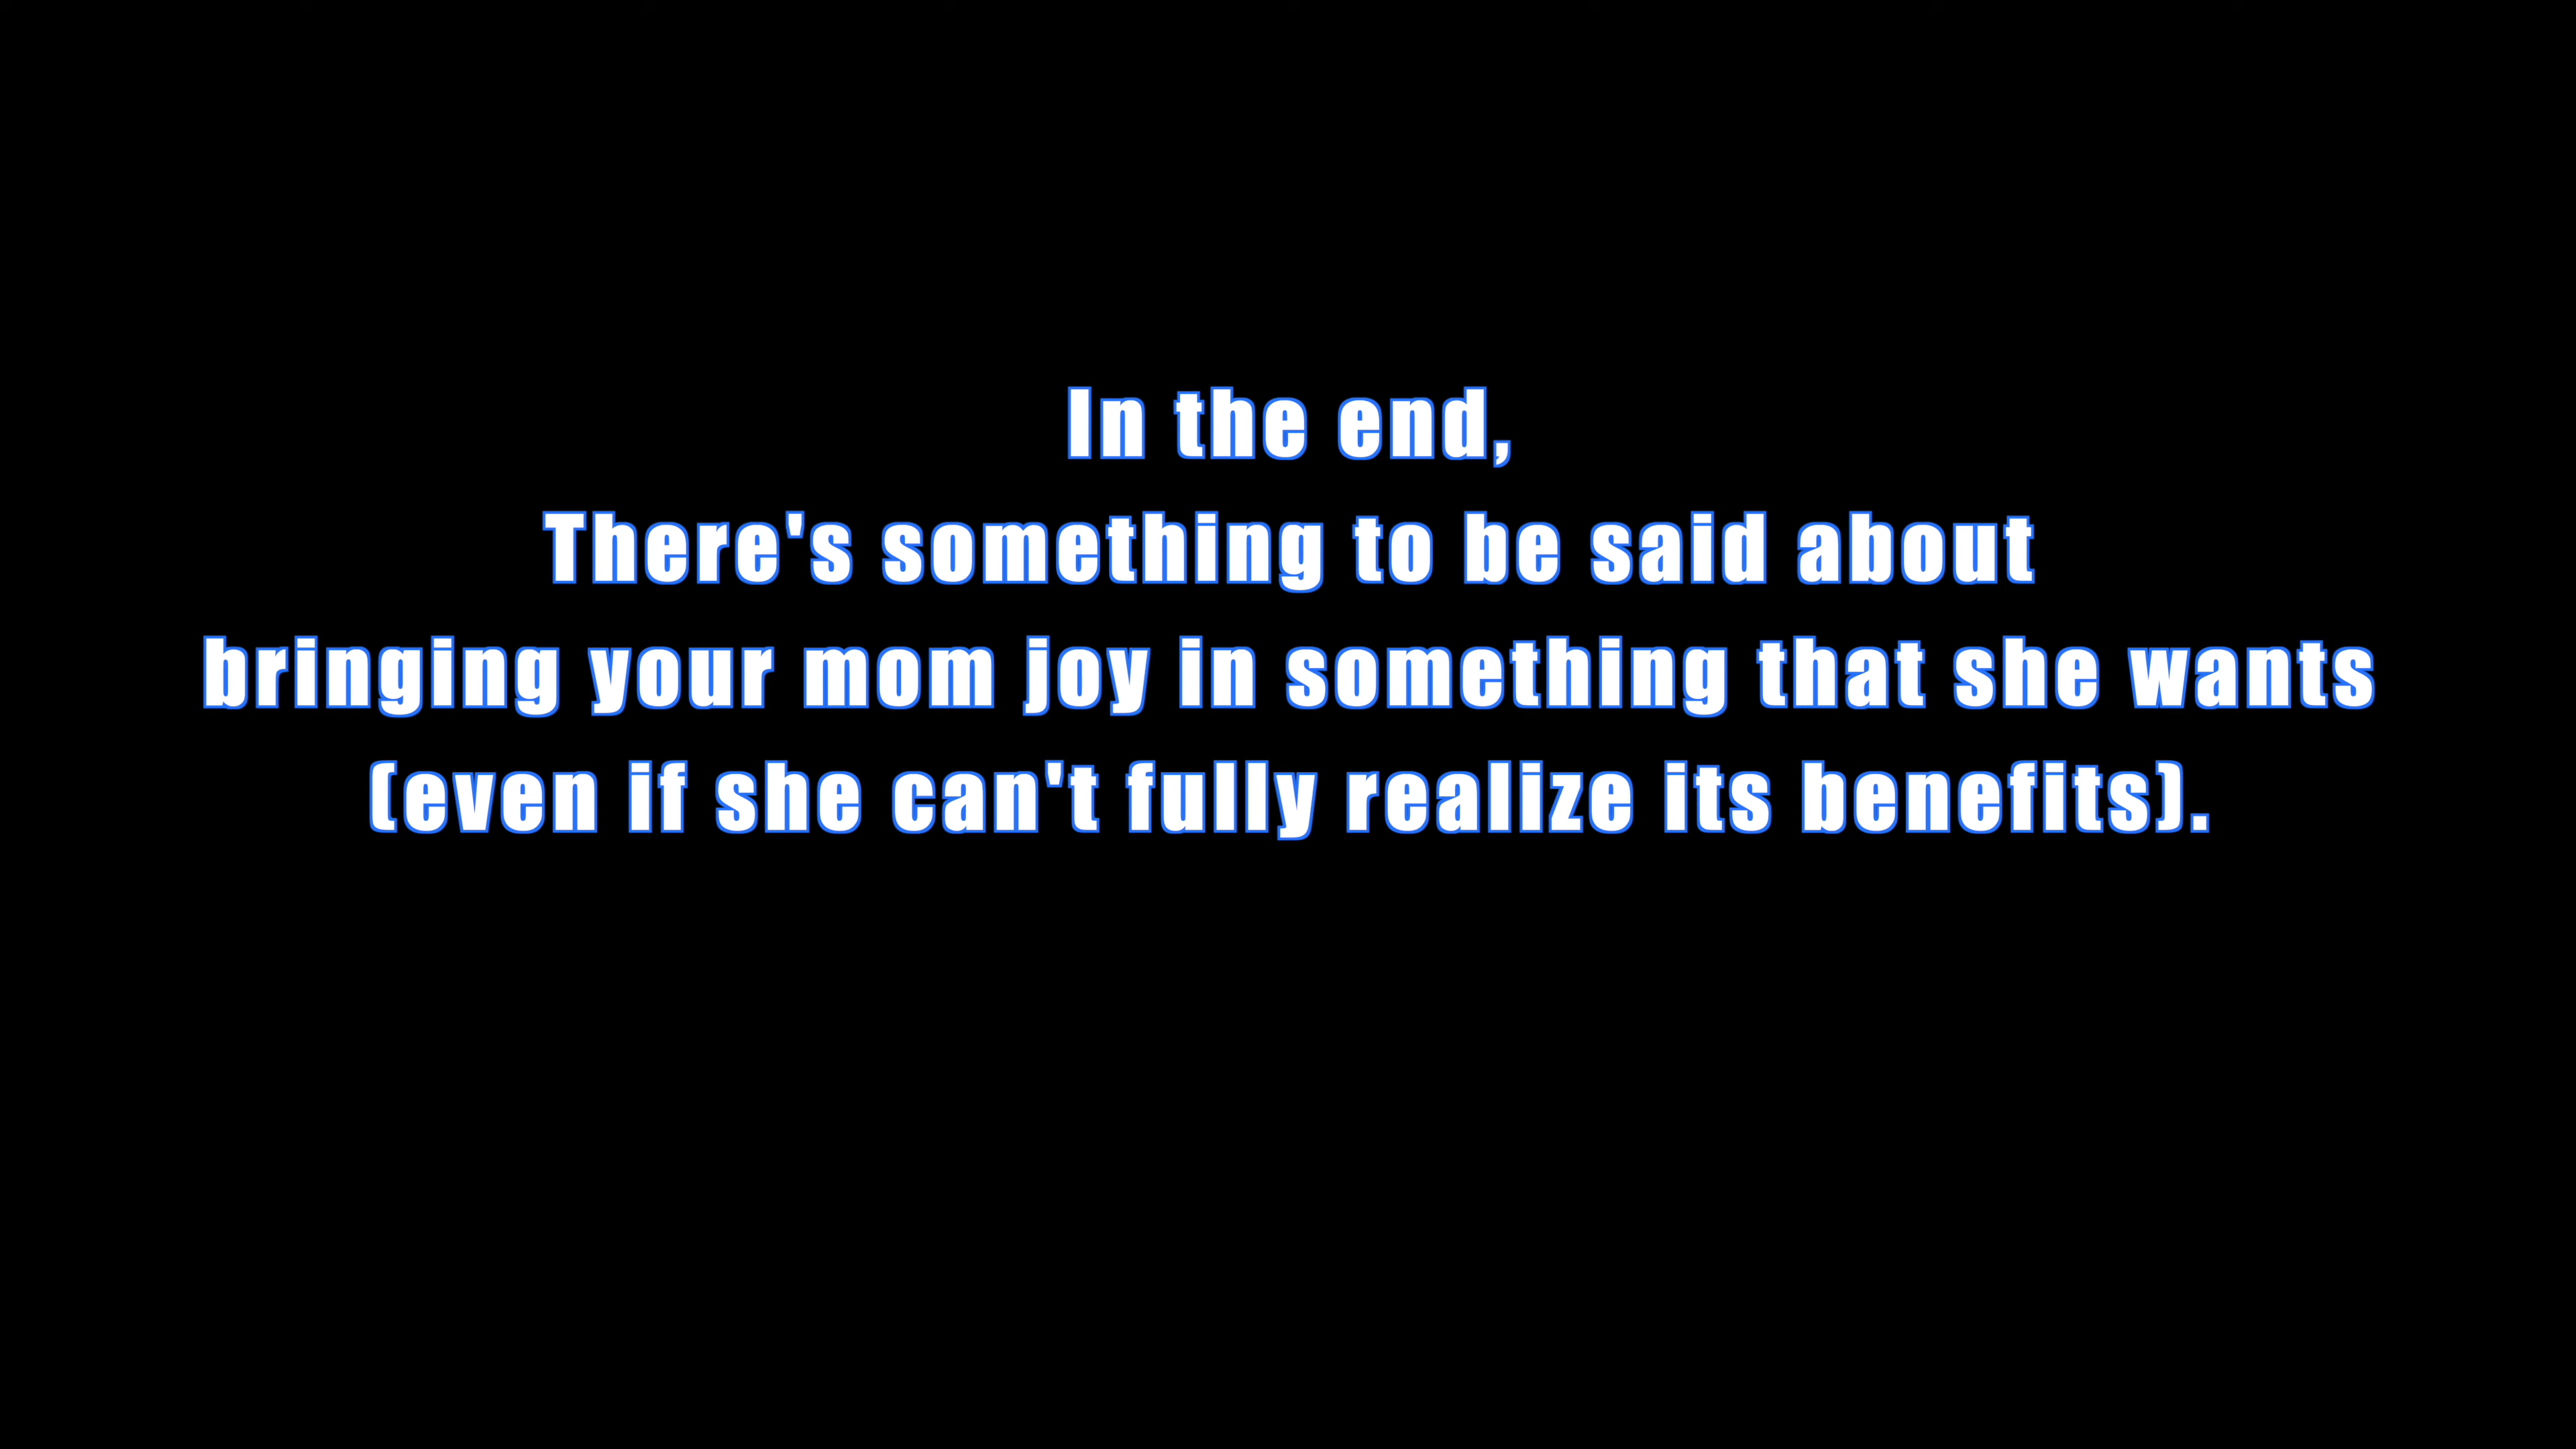 In the end,
There's something to be said about
bringing your mom joy in something that she wants
(even if she can't fully realize its benefits).